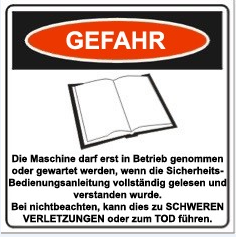 GEFAHR
Die Maschine darf erst in Betrieb genommen
oder gewartet werden, wenn die Sicherheits-
Bedienungsanleitung vollständig gelesen und
verstanden wurde.
Bei nichtbeachten, kann dies zu SCHWEREN
VERLETZUNGEN oder zum TOD führen.